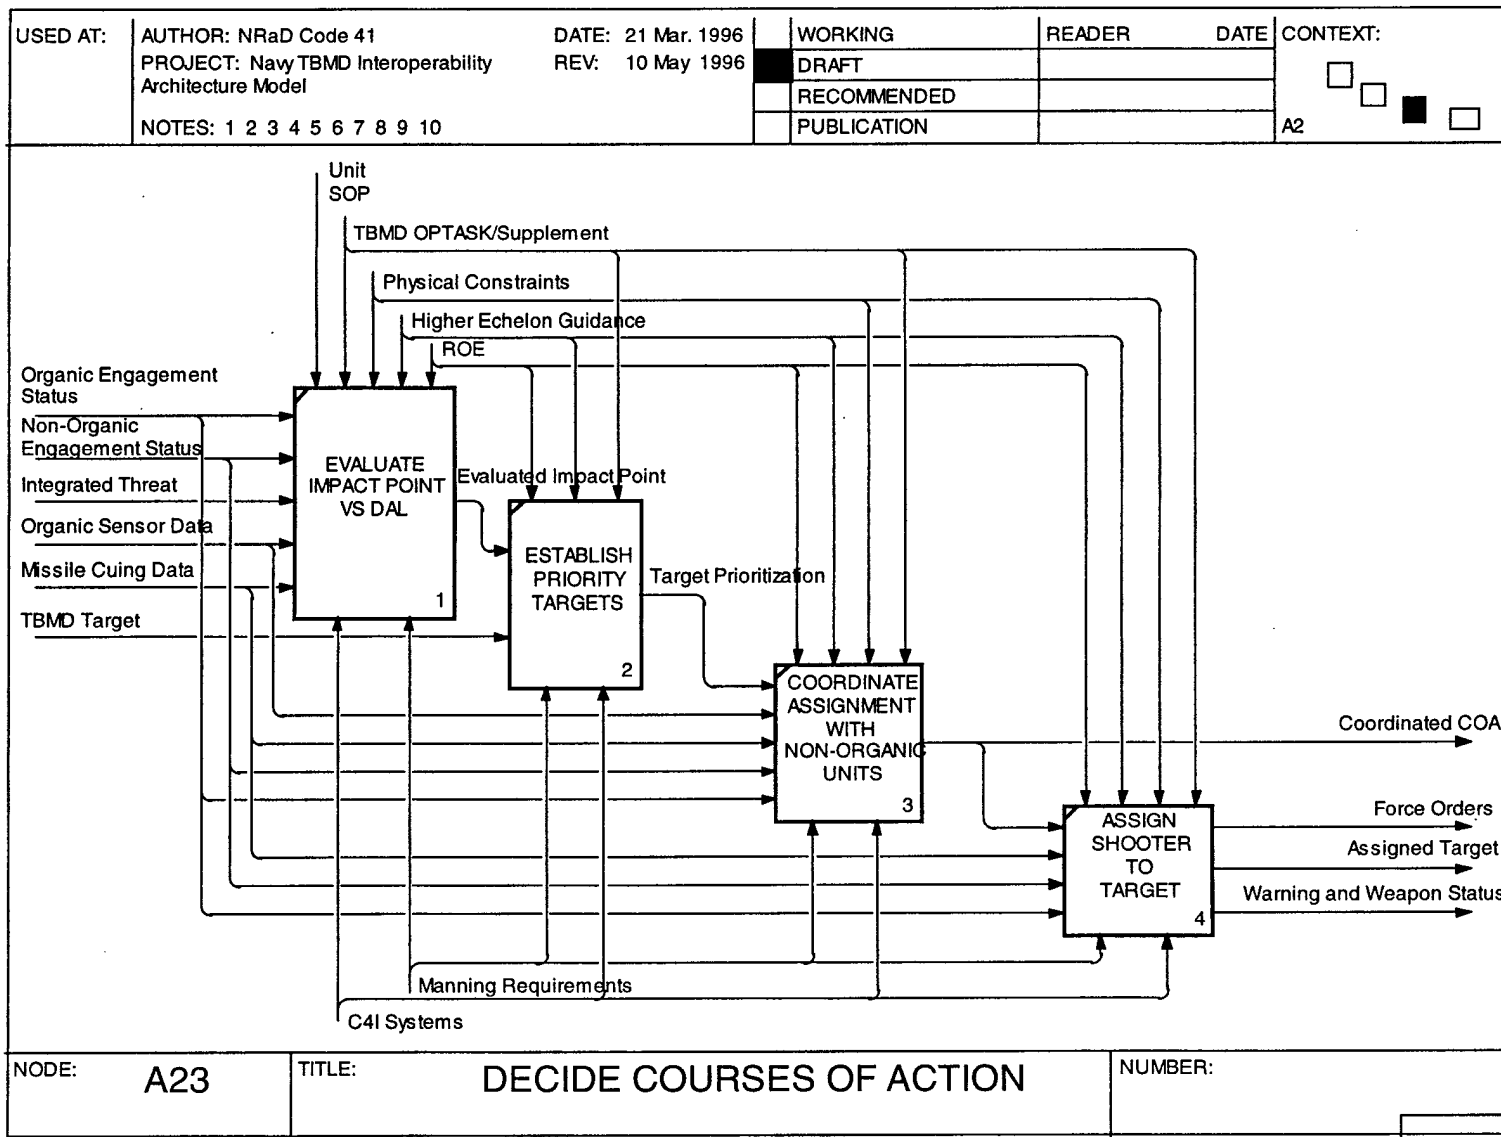 USED AT:
AUTHOR: NRaD Code 41
DATE: 21 Mar. 1996
WORKING
READER
DATE
CONTEXT:
PROJECT: Navy TBMD Interoperability
REV: 10 May 1996
DRAFT
Architecture Model
RECOMMENDED
NOTES: 1 2 3 4 5 6 7 8 9 10
PUBLICATION
A2
Unit
SOP
TBMD OPTASK/Supplement
Physical Constraints
Higher Echelon Guidance
ROE
Organic Engagement
Status
Non-Organic
Engagement Status
Integrated Threat
Organic Sensor Data
Missile Cuing Data
TBMD Target
EVALUATE
IMPACT POINT
VS DAL
1
Evaluated Impact Point
ESTABLISH
PRIORITY
TARGETS
2
Target Prioritization
COORDINATE
ASSIGNMENT
WITH
NON-ORGANIC
UNITS
3
Coordinated COA
ASSIGN
SHOOTER
TO
TARGET
4
Force Orders
Assigned Target
Warning and Weapon Status
Manning Requirements
C4I Systems
NODE:
A23
TITLE:
DECIDE COURSES OF ACTION
NUMBER: